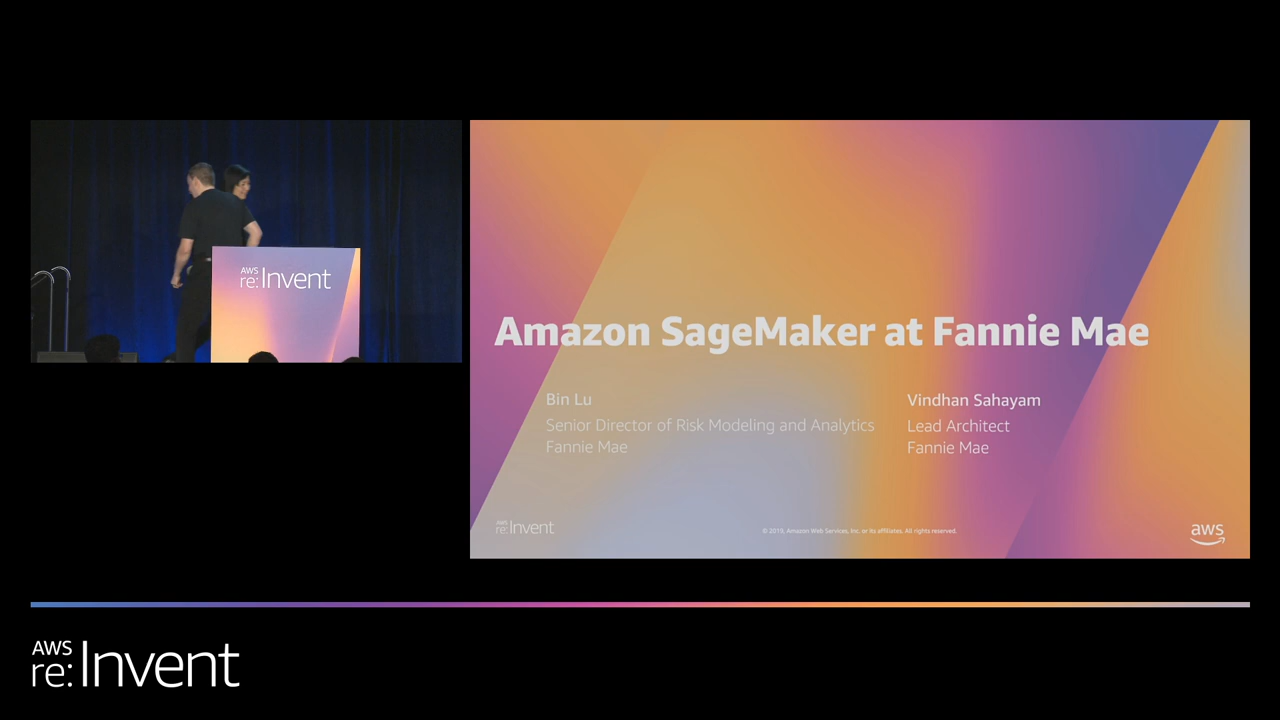 AWS
re:Invent
Amazon SageMaker at Fannie Mae
Bin Lu
Senior Director of Risk Modeling and Analytics
Fannie Mae
Vindhan Sahayam
Lead Architect
Fannie Mae
AWS
re:Invent
© 2019, Amazon Web Services, Inc. or its affiliates. All rights reserved.
aws
AWS
re:Invent